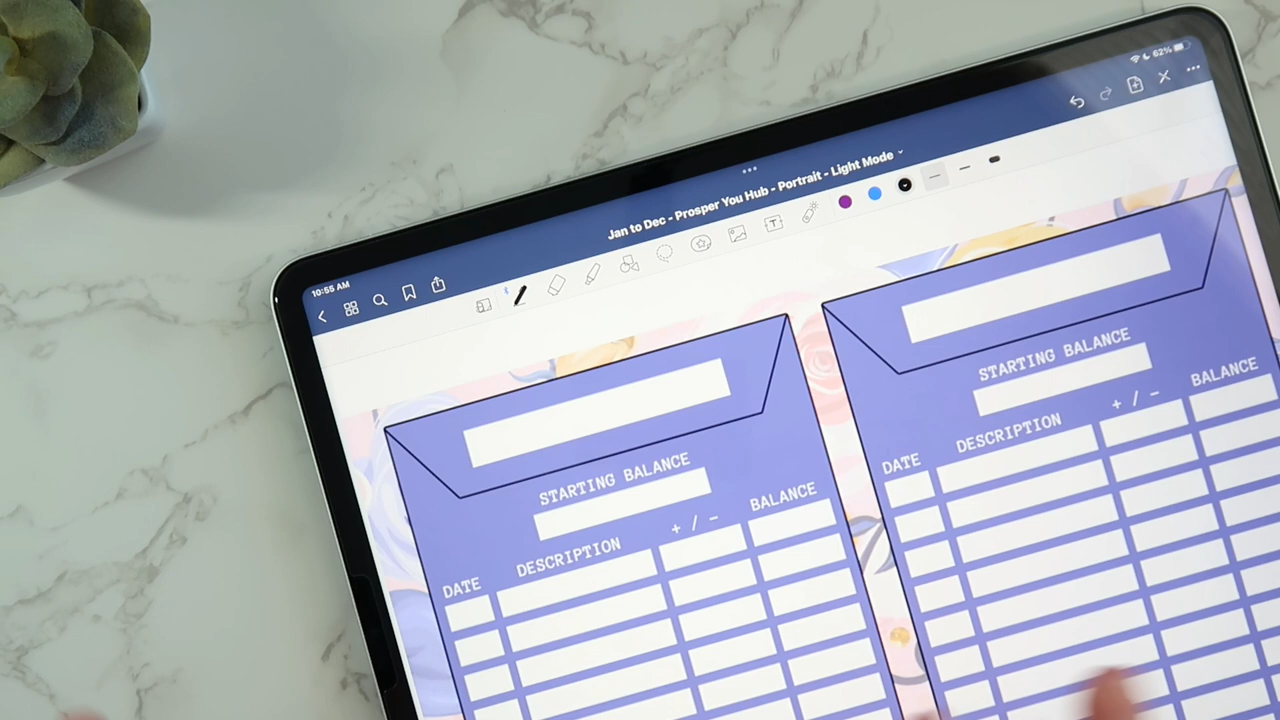 10:55 AM
62%
Jan to Dec - Prosper You Hub - Portrait - Light Mode
T
STARTING BALANCE
DATE DESCRIPTION + / - BALANCE
STARTING BALANCE
DATE DESCRIPTION + / - BALANCE